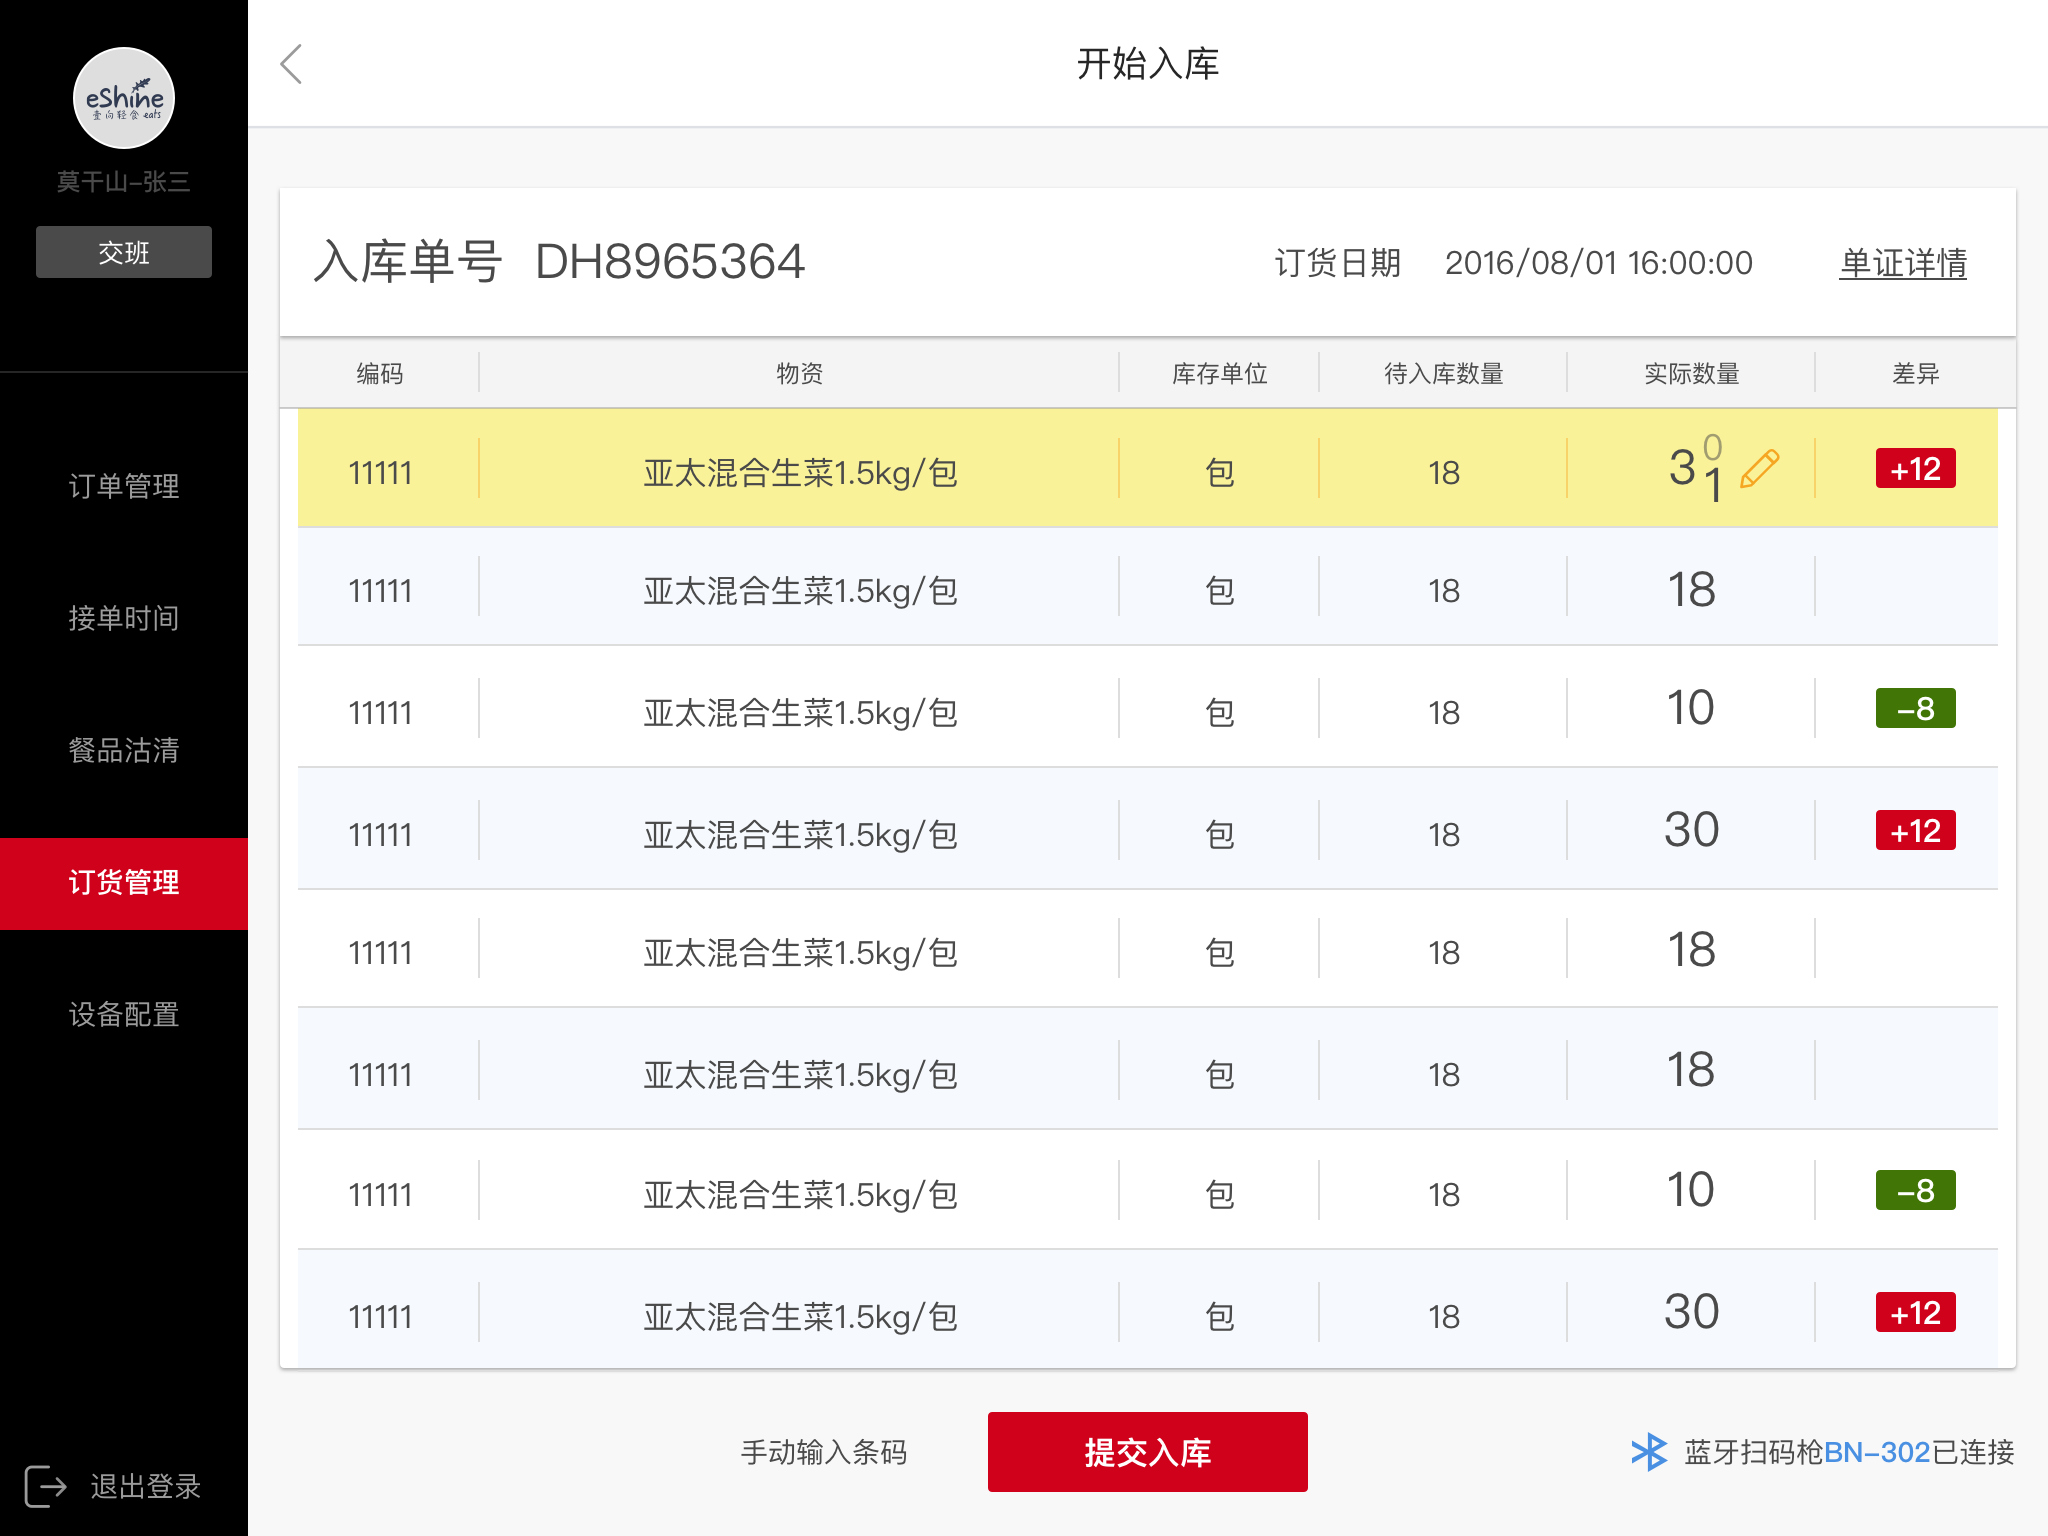 eShine
壹向轻食 eats
莫干山-张三
交班
订单管理
接单时间
餐品沽清
订货管理
设备配置
退出登录
开始入库
入库单号 DH8965364 订货日期 2016/08/01 16:00:00 单证详情
编码 物资 库存单位 待入库数量 实际数量 差异
11111 亚太混合生菜1.5kg/包 包 18 3 0 1 +12
11111 亚太混合生菜1.5kg/包 包 18 18
11111 亚太混合生菜1.5kg/包 包 18 10 -8
11111 亚太混合生菜1.5kg/包 包 18 30 +12
11111 亚太混合生菜1.5kg/包 包 18 18
11111 亚太混合生菜1.5kg/包 包 18 18
11111 亚太混合生菜1.5kg/包 包 18 10 -8
11111 亚太混合生菜1.5kg/包 包 18 30 +12
手动输入条码 提交入库 蓝牙扫码枪BN-302已连接